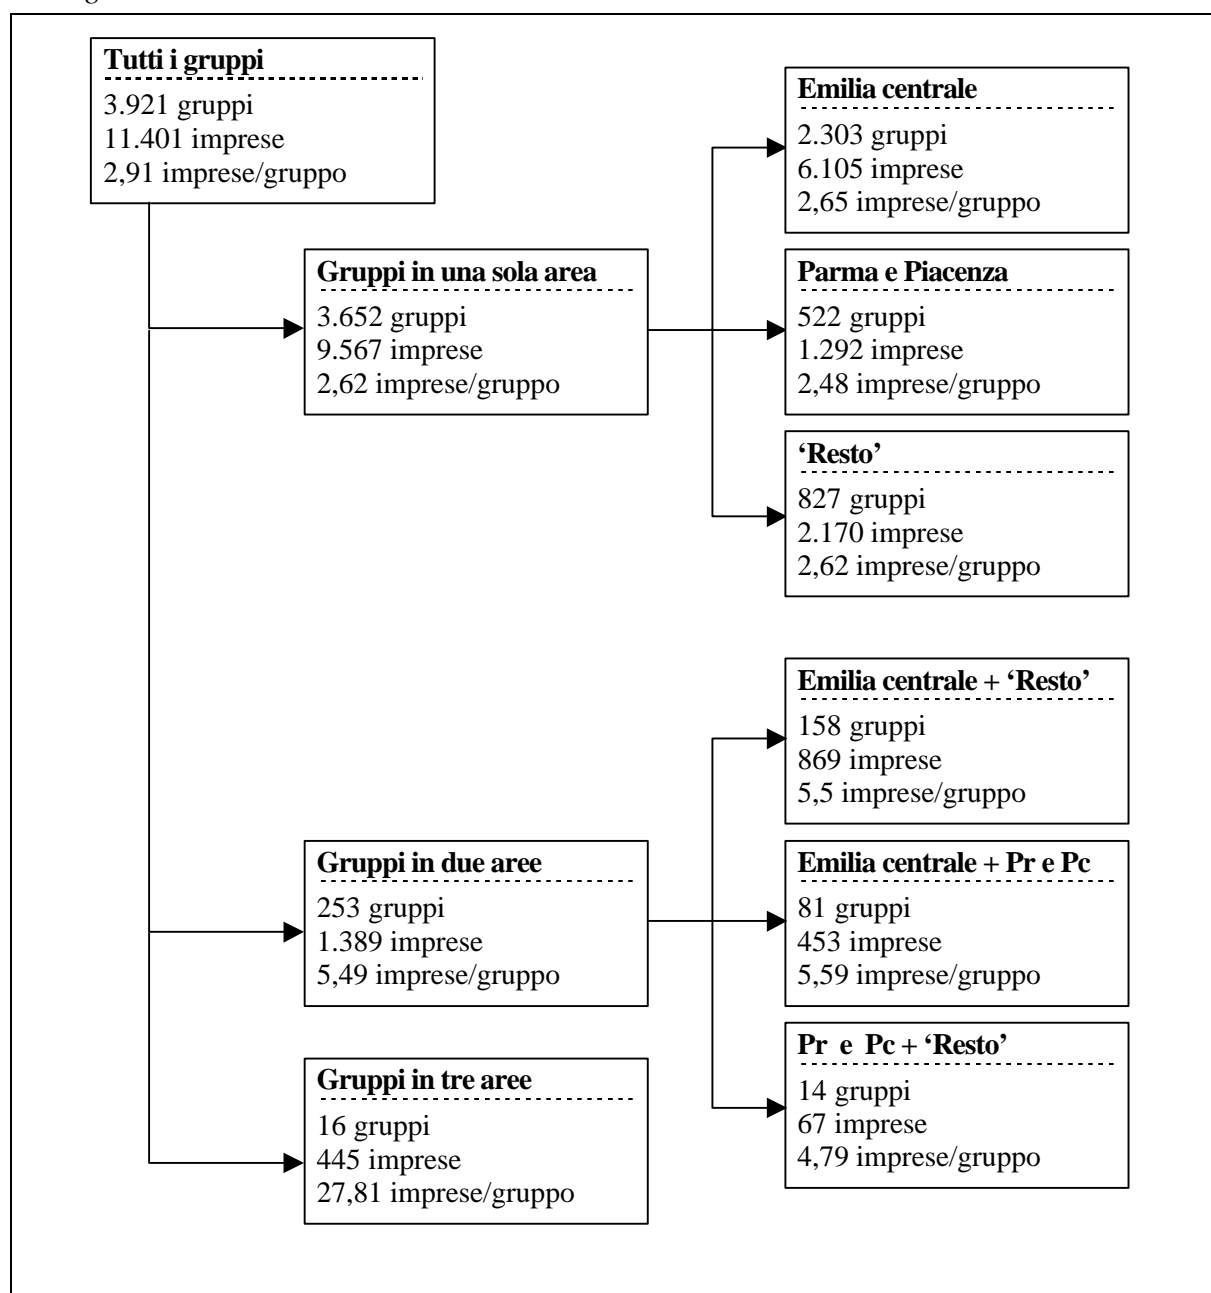 Tutti i gruppi
3.921 gruppi
11.401 imprese
2,91 imprese/gruppo
Gruppi in una sola area
3.652 gruppi
9.567 imprese
2,62 imprese/gruppo
Emilia centrale
2.303 gruppi
6.105 imprese
2,65 imprese/gruppo
Parma e Piacenza
522 gruppi
1.292 imprese
2,48 imprese/gruppo
‘Resto’
827 gruppi
2.170 imprese
2,62 imprese/gruppo
Gruppi in due aree
253 gruppi
1.389 imprese
5,49 imprese/gruppo
Emilia centrale + ‘Resto’
158 gruppi
869 imprese
5,5 imprese/gruppo
Emilia centrale + Pr e Pc
81 gruppi
453 imprese
5,59 imprese/gruppo
Pr e Pc + ‘Resto’
14 gruppi
67 imprese
4,79 imprese/gruppo
Gruppi in tre aree
16 gruppi
445 imprese
27,81 imprese/gruppo